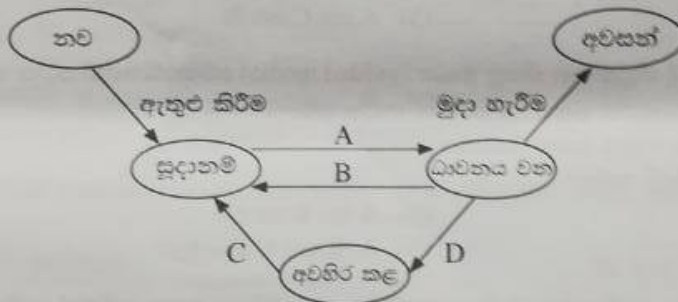 නව
අවසන්
ඇතුළු කිරීම
මුදා හැරීම
A
සූදානම්
ධාවනය වන
B
C
D
අවහිර කළ